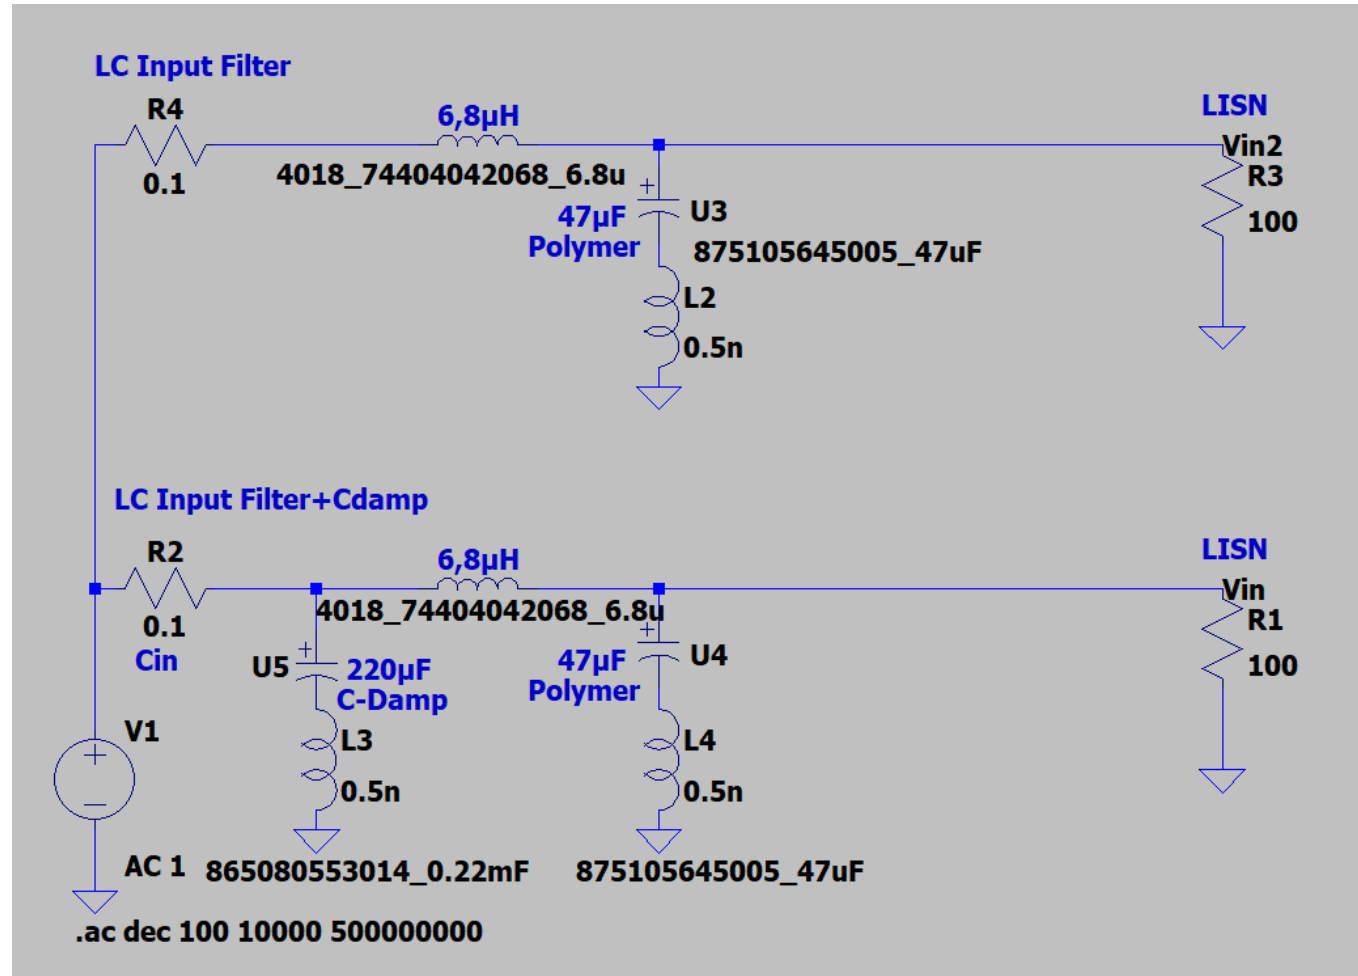 LC Input Filter
R4
0.1
6,8µH
4018_74404042068_6.8u
47µF
Polymer
U3
875105645005_47uF
L2
0.5n
LISN
Vin2
R3
100
LC Input Filter+Cdamp
R2
0.1
Cin
6,8µH
4018_74404042068_6.8u
U5
220µF
C-Damp
L3
0.5n
865080553014_0.22mF
47µF
Polymer
U4
L4
0.5n
875105645005_47uF
LISN
Vin
R1
100
V1
AC 1
.ac dec 100 10000 500000000